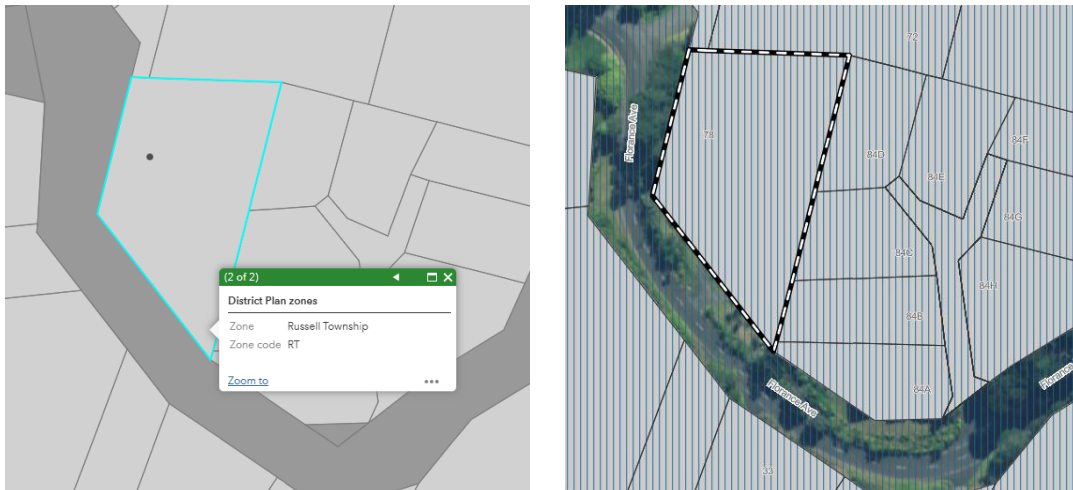 (2 of 2)
District Plan zones
Zone Russell Township
Zone code RT
Zoom to
72
Florance Ave
78
84D
84F
84E
84G
84C
84H
84B
84A
Florance Ave
Florance
33